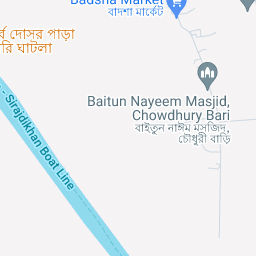 Badsha Market
বাদশা মার্কেট
র্ব দোসর পাড়া
রি ঘাটলা
Baitun Nayeem Masjid,
Chowdhury Bari
বাইতুন নাঈম মসজিদ,
চৌধুরী বাড়ি
- Sirajdikhan Boat Line